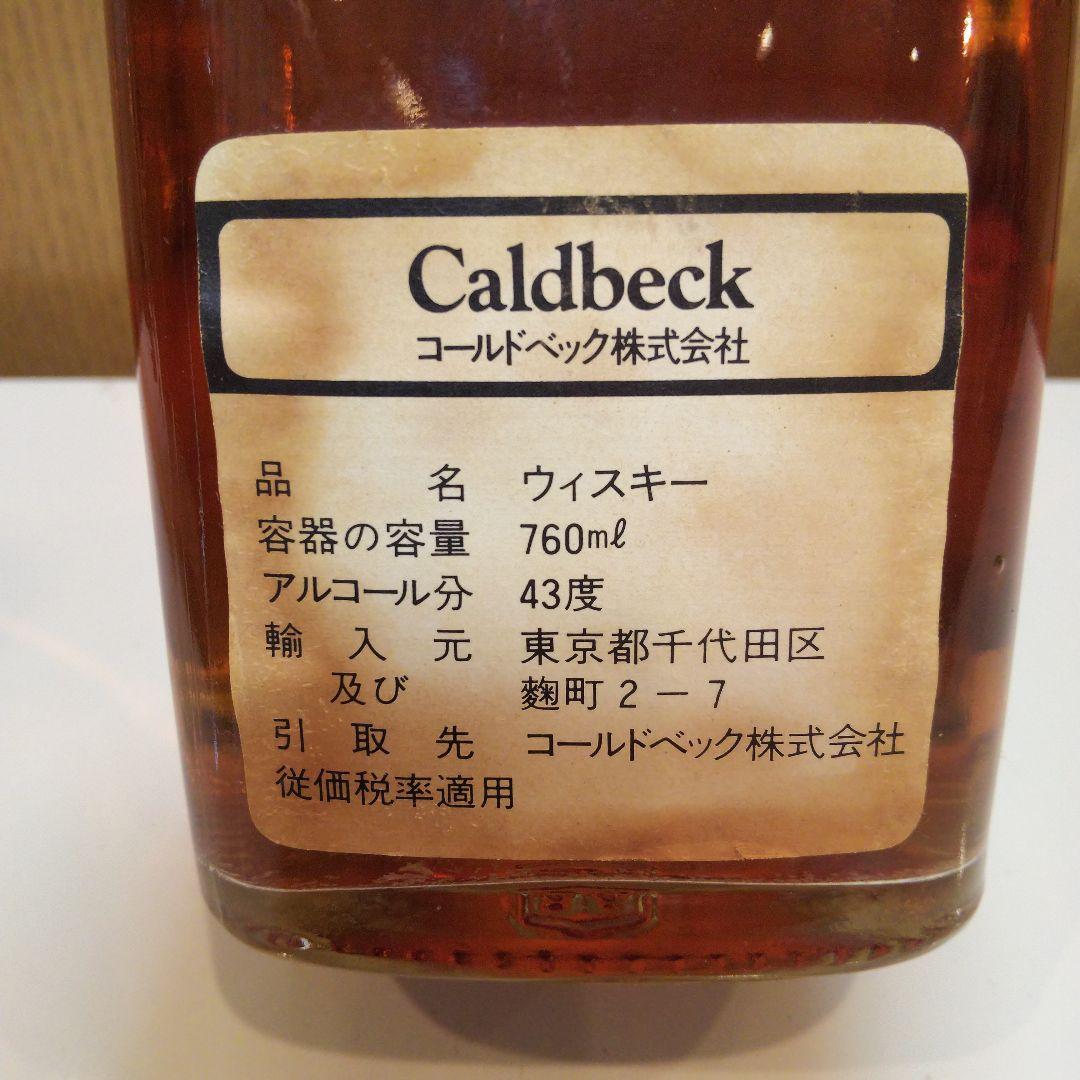 Caldbeck
コールドベック株式会社
品名 ウィスキー
容器の容量 760ml
アルコール分 43度
輸入元 東京都千代田区
及び 麴町2-7
引取先 コールドベック株式会社
従価税率適用